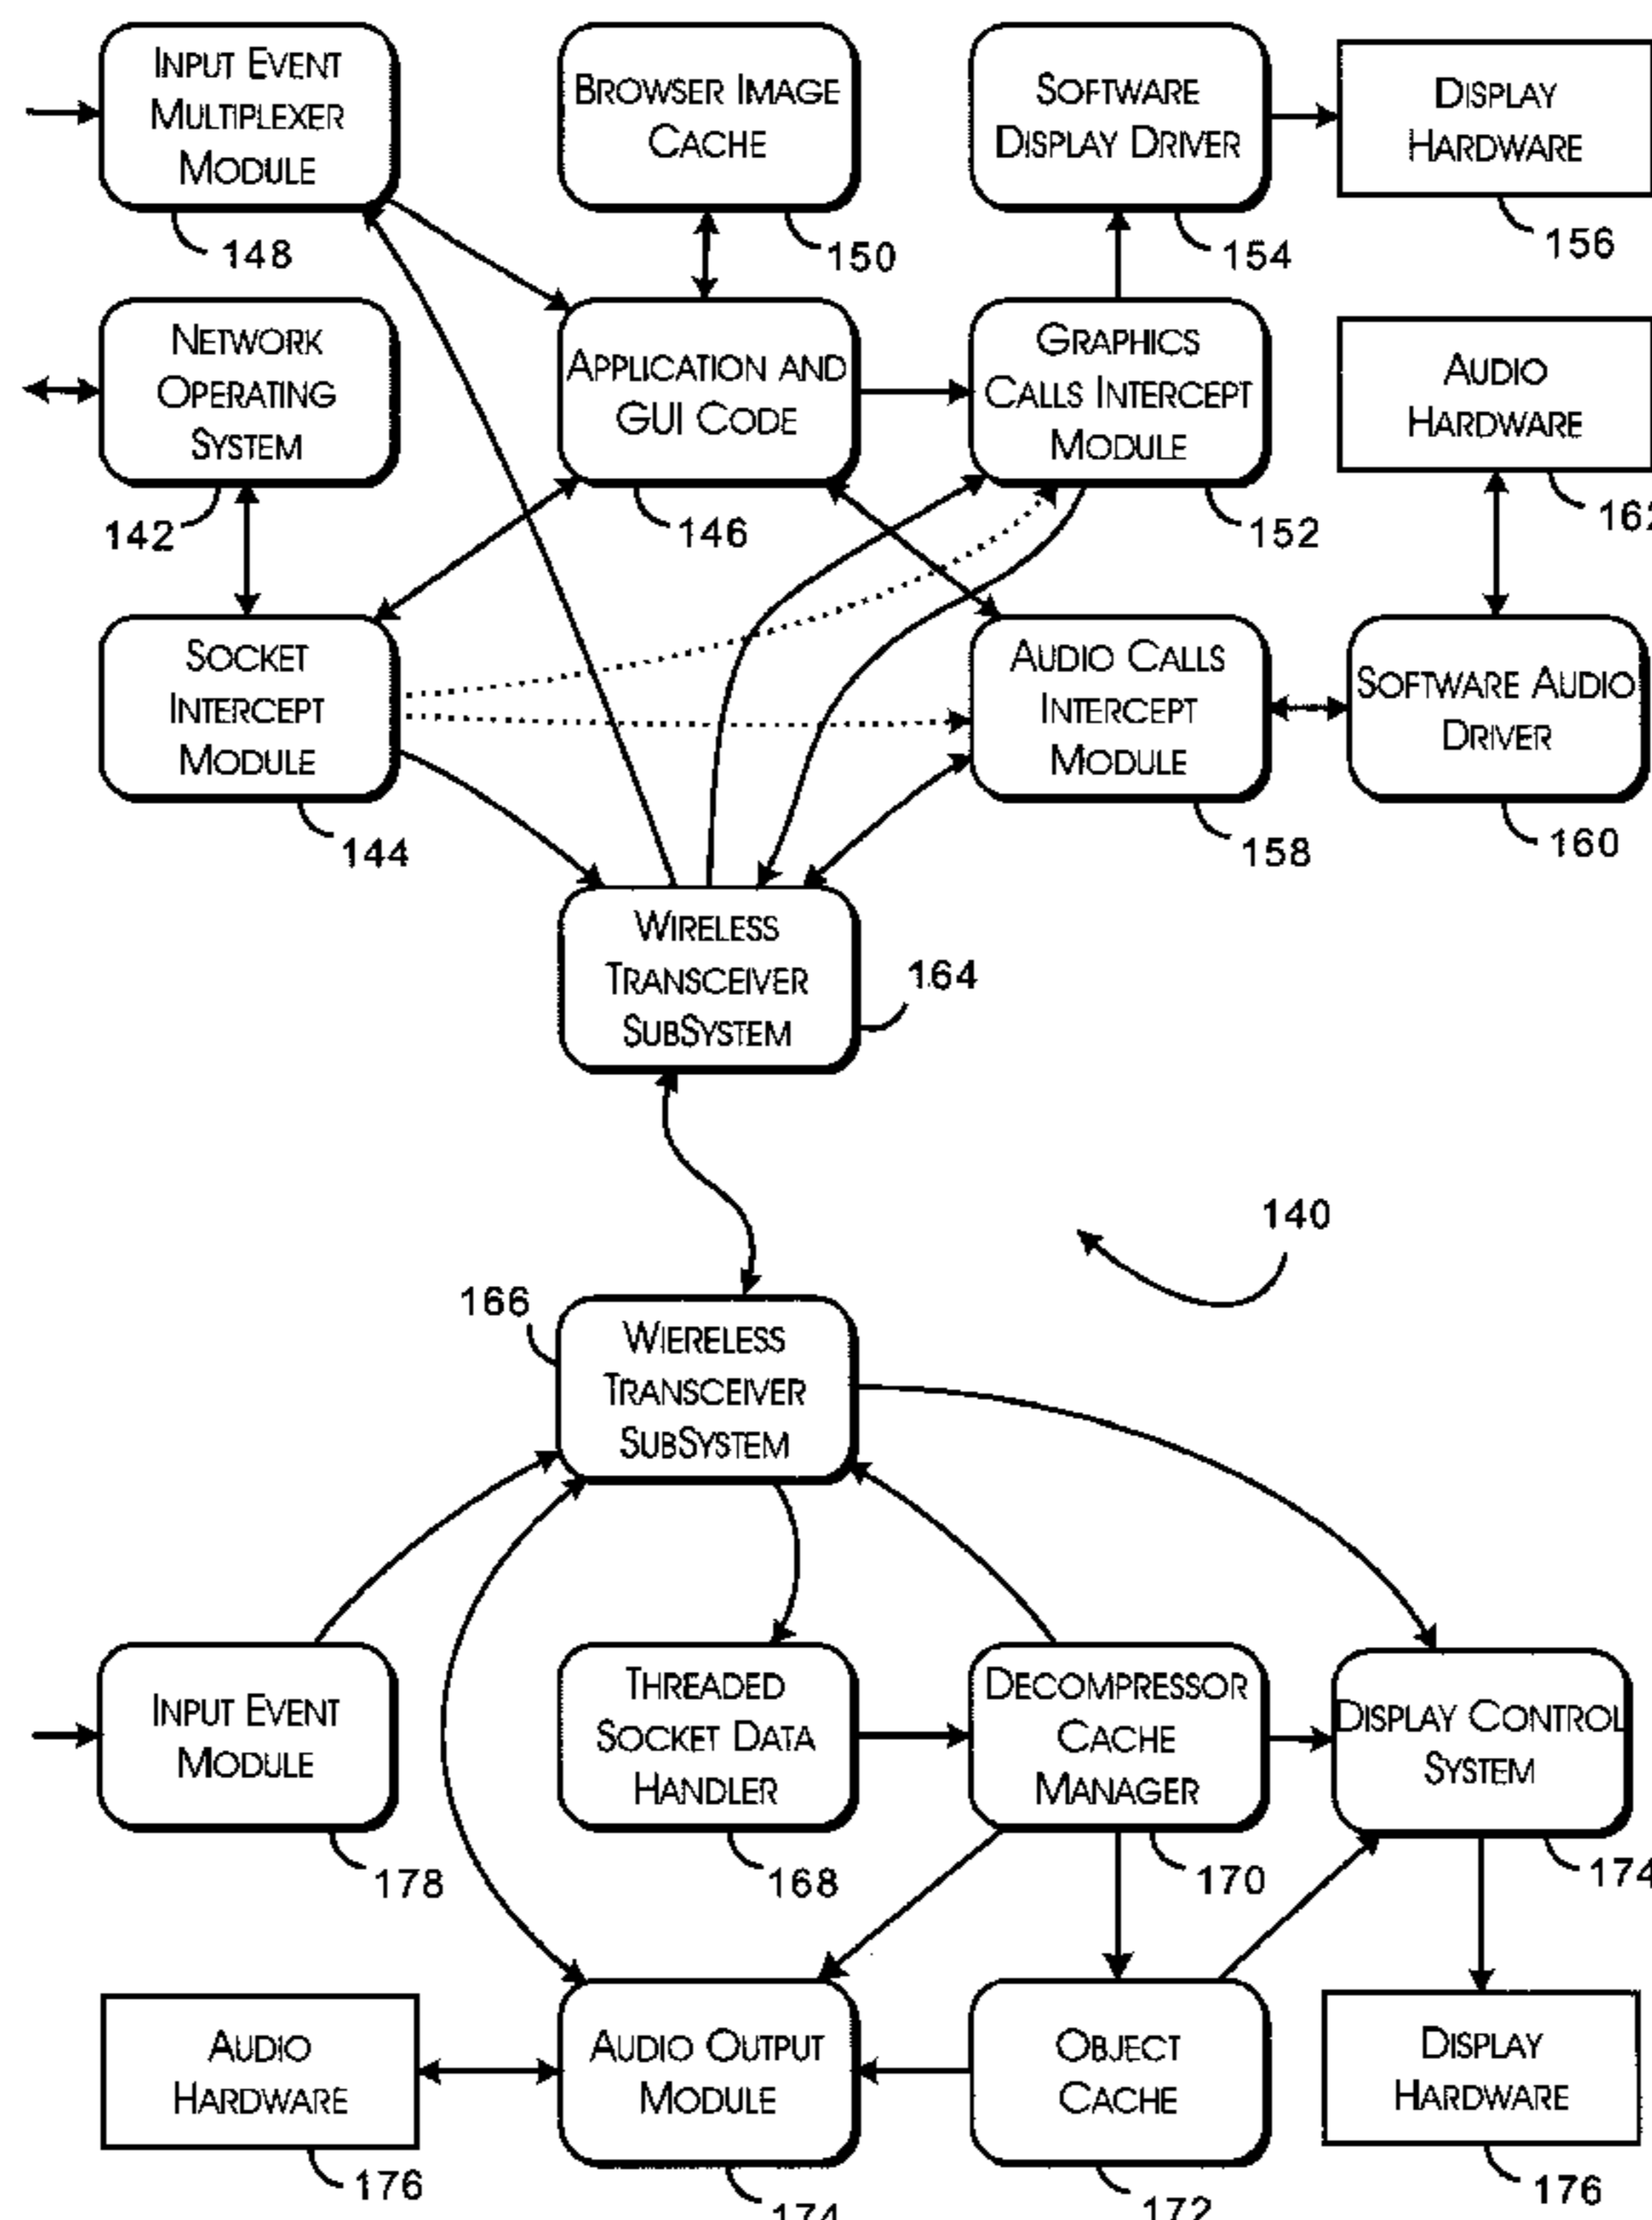 INPUT EVENT
MULTIPLEXER
MODULE
148
BROWSER IMAGE
CACHE
150
SOFTWARE
DISPLAY DRIVER
154
DISPLAY
HARDWARE
156
NETWORK
OPERATING
SYSTEM
142
APPLICATION AND
GUI CODE
146
GRAPHICS
CALLS INTERCEPT
MODULE
152
AUDIO
HARDWARE
162
SOCKET
INTERCEPT
MODULE
144
AUDIO CALLS
INTERCEPT
MODULE
158
SOFTWARE AUDIO
DRIVER
160
WIRELESS
TRANSCEIVER
SUBSYSTEM
164
140
166
WIERELESS
TRANSCEIVER
SUBSYSTEM
INPUT EVENT
MODULE
178
THREADED
SOCKET DATA
HANDLER
168
DECOMPRESSOR
CACHE
MANAGER
170
DISPLAY CONTROL
SYSTEM
174
AUDIO
HARDWARE
176
AUDIO OUTPUT
MODULE
174
OBJECT
CACHE
172
DISPLAY
HARDWARE
176